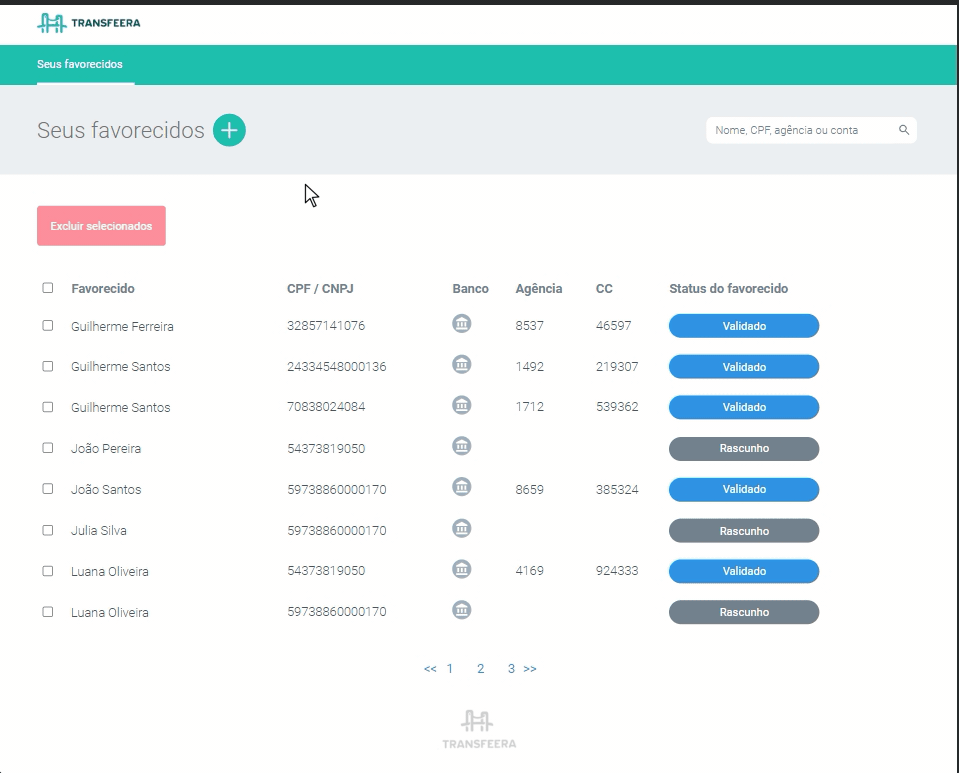 TRANSFEERA
Seus favorecidos
Seus favorecidos
Nome, CPF, agência ou conta
Excluir selecionados
Favorecido CPF / CNPJ Banco Agência CC Status do favorecido
Guilherme Ferreira 32857141076 8537 46597 Validado
Guilherme Santos 24334548000136 1492 219307 Validado
Guilherme Santos 70838024084 1712 539362 Validado
João Pereira 54373819050 Rascunho
João Santos 59738860000170 8659 385324 Validado
Julia Silva 59738860000170 Rascunho
Luana Oliveira 54373819050 4169 924333 Validado
Luana Oliveira 59738860000170 Rascunho
<< 1 2 3 >>
TRANSFEERA